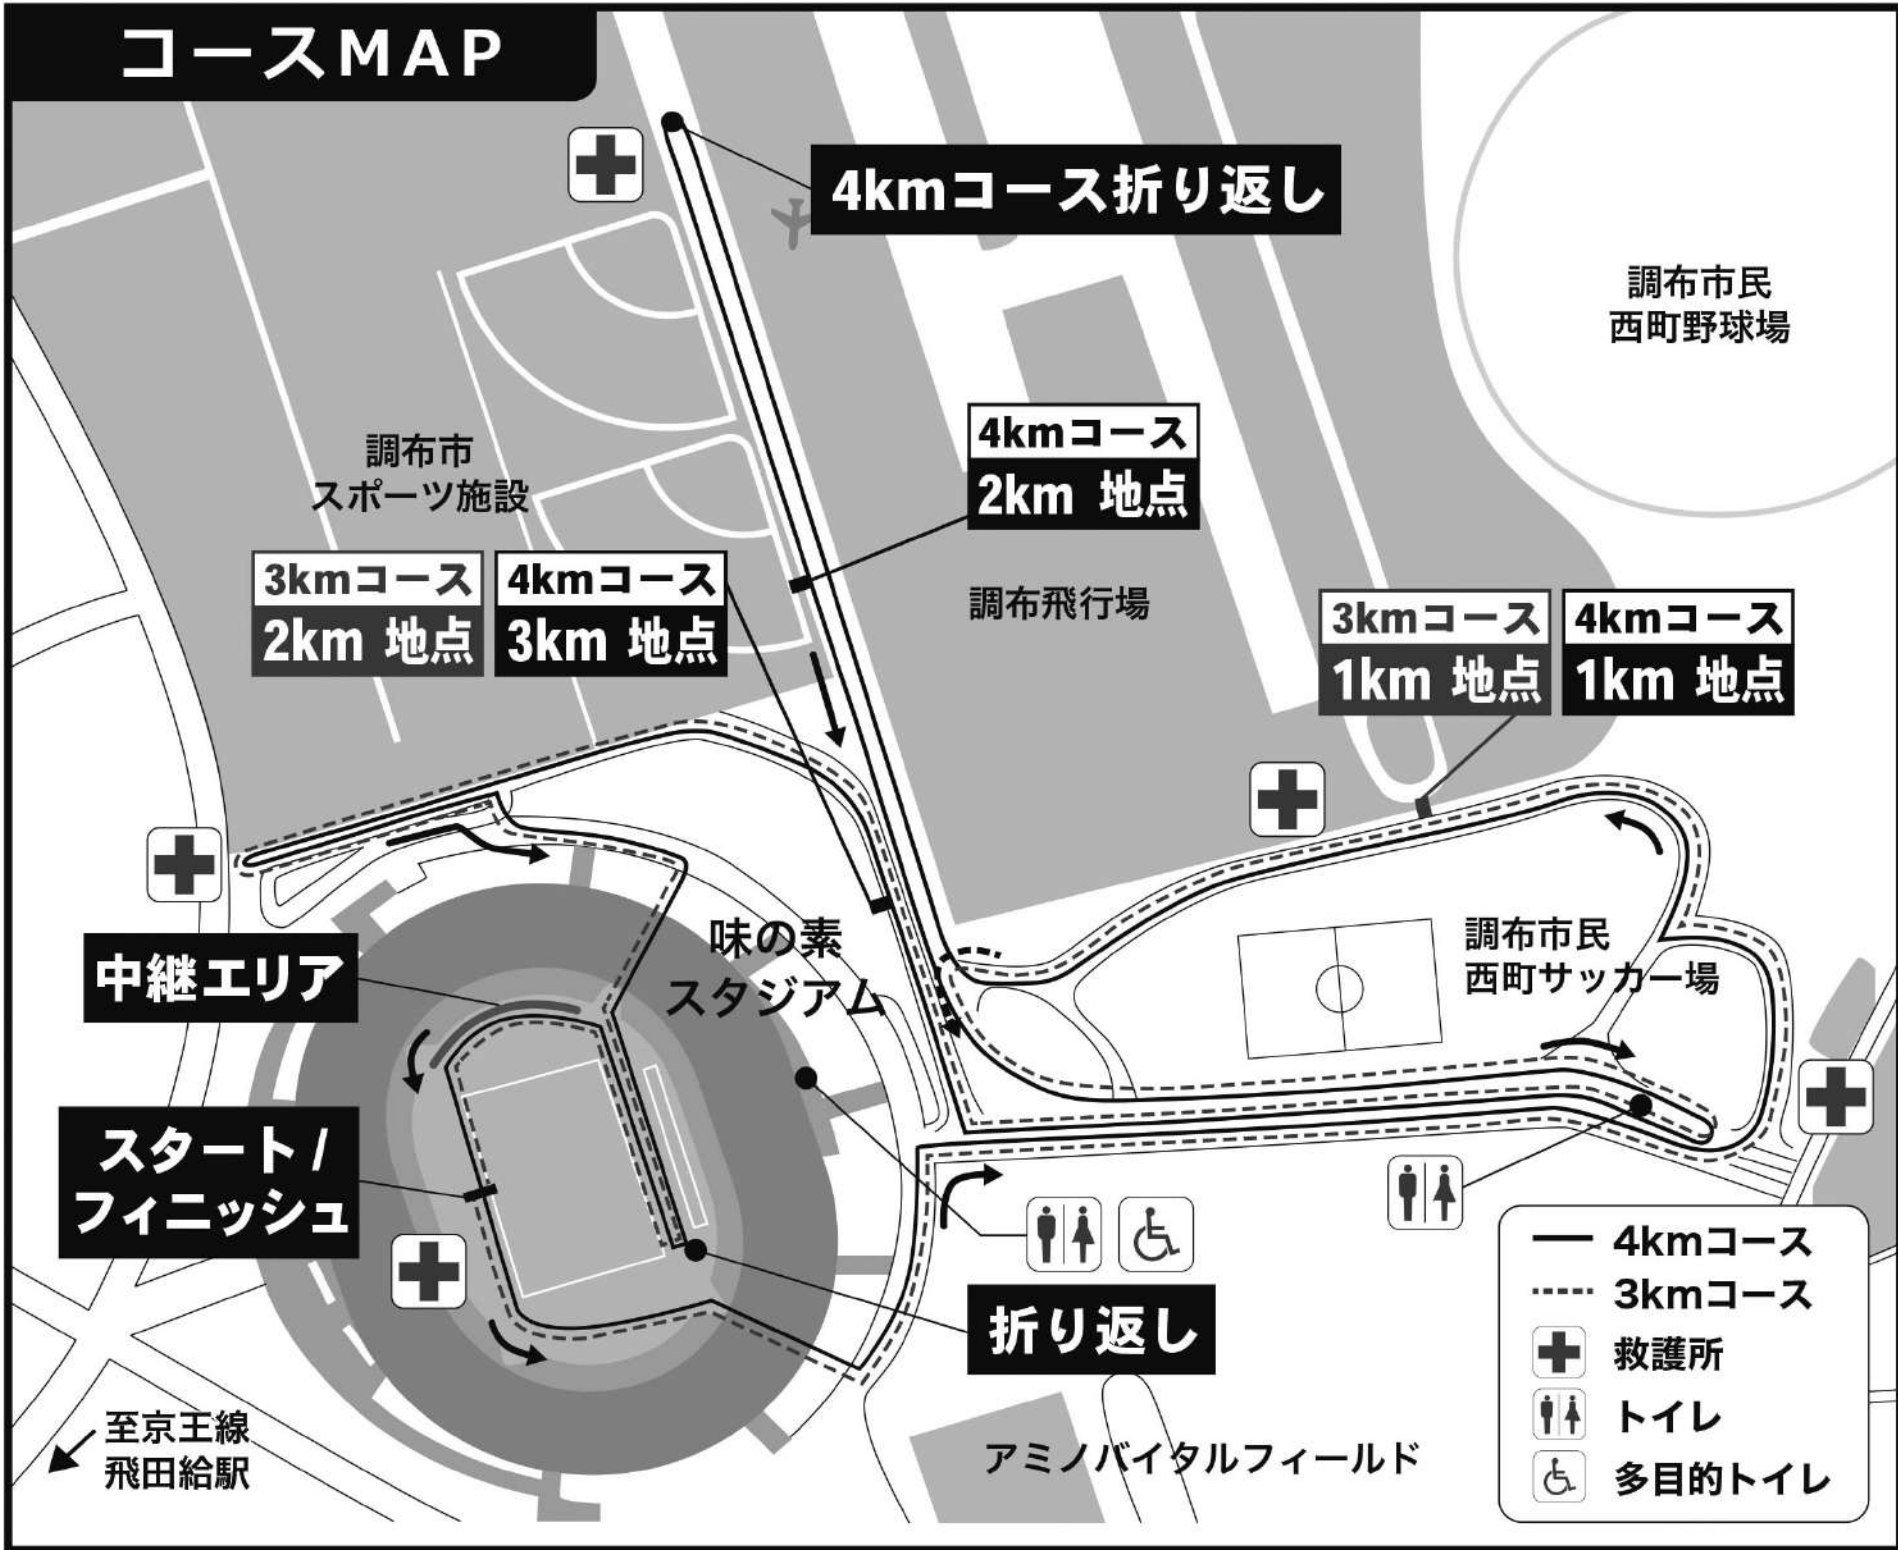 コースMAP
4kmコース折り返し
調布市民
西町野球場
4kmコース
2km 地点
調布市
スポーツ施設
3kmコース
2km 地点
4kmコース
3km 地点
調布飛行場
3kmコース
1km 地点
4kmコース
1km 地点
味の素
スタジアム
調布市民
西町サッカー場
中継エリア
スタート/
フィニッシュ
折り返し
至京王線
飛田給駅
アミノバイタルフィールド
4kmコース
3kmコース
救護所
トイレ
多目的トイレ